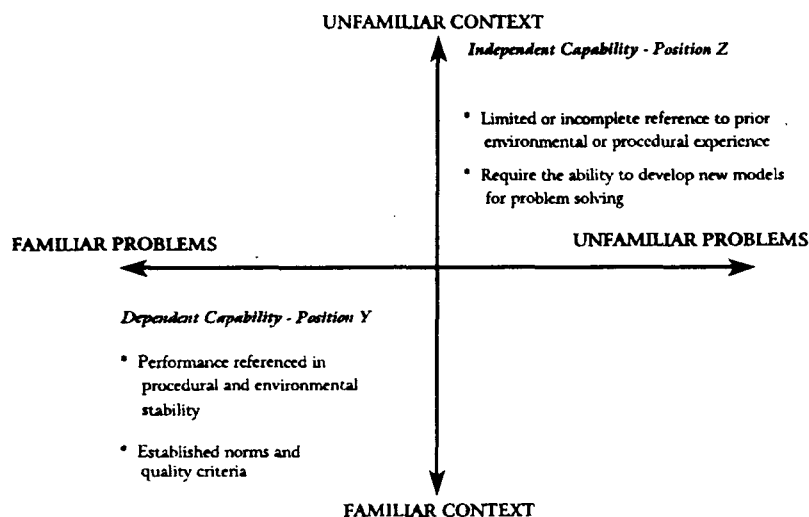 UNFAMILIAR CONTEXT
Independent Capability - Position Z
* Limited or incomplete reference to prior
environmental or procedural experience
* Require the ability to develop new models
for problem solving
FAMILIAR PROBLEMS
UNFAMILIAR PROBLEMS
Dependent Capability - Position Y
* Performance referenced in
procedural and environmental
stability
* Established norms and
quality criteria
FAMILIAR CONTEXT